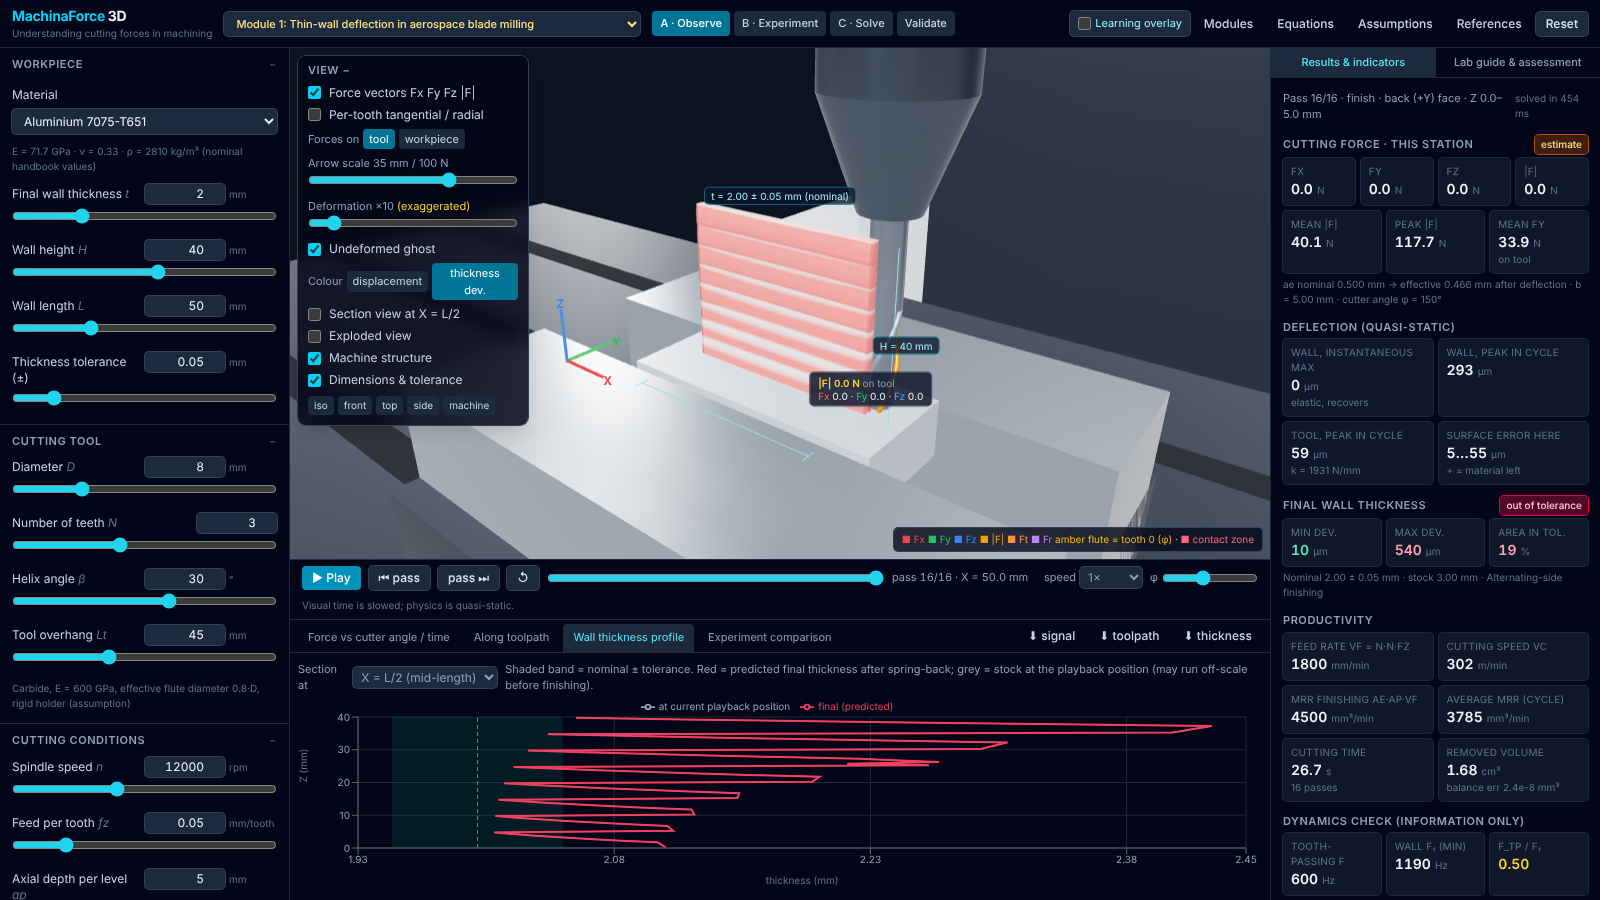 MachinaForce 3D
Understanding cutting forces in machining
Module 1: Thin-wall deflection in aerospace blade milling
A · Observe
B · Experiment
C · Solve
Validate
Learning overlay
Modules
Equations
Assumptions
References
Reset
WORKPIECE –
Material
Aluminium 7075-T651
E = 71.7 GPa · ν = 0.33 · ρ = 2810 kg/m³ (nominal
handbook values)
Final wall thickness t 2 mm
Wall height H 40 mm
Wall length L 50 mm
Thickness tolerance
(±) 0.05 mm
CUTTING TOOL –
Diameter D 8 mm
Number of teeth N 3
Helix angle β 30 °
Tool overhang Lt 45 mm
Carbide, E = 600 GPa, effective flute diameter 0.8·D,
rigid holder (assumption)
CUTTING CONDITIONS –
Spindle speed n 12000 rpm
Feed per tooth fz 0.05 mm/tooth
Axial depth per level
ap 5 mm
VIEW –
Force vectors Fx Fy Fz |F|
Per-tooth tangential / radial
Forces on tool workpiece
Arrow scale 35 mm / 100 N
Deformation ×10 (exaggerated)
Undeformed ghost
Colour displacement thickness
dev.
Section view at X = L/2
Exploded view
Machine structure
Dimensions & tolerance
iso front top side machine
t = 2.00 ± 0.05 mm (nominal)
Z
Y
X
H = 40 mm
|F| 0.0 N on tool
Fx 0.0 · Fy 0.0 · Fz 0.0
Fx Fy Fz |F| Ft Fr amber flute = tooth 0 (φ) · contact zone
▶ Play
⏮ pass
pass ⏭
↺
pass 16/16 · X = 50.0 mm
speed 1×
φ
Visual time is slowed; physics is quasi-static.
Force vs cutter angle / time
Along toolpath
Wall thickness profile
Experiment comparison
⬇ signal
⬇ toolpath
⬇ thickness
Section
at
X = L/2 (mid-length)
Shaded band = nominal ± tolerance. Red = predicted final thickness after spring-back; grey = stock at the playback position (may run off-scale
before finishing).
at current playback position final (predicted)
Z (mm)
40
30
20
10
0
1.93 2.08 2.23 2.38 2.45
thickness (mm)
Results & indicators
Lab guide & assessment
Pass 16/16 · finish · back (+Y) face · Z 0.0–
5.0 mm
solved in 454
ms
CUTTING FORCE · THIS STATION estimate
FX FY FZ |F|
0.0 N 0.0 N 0.0 N 0.0 N
MEAN |F| PEAK |F| MEAN FY
40.1 N 117.7 N 33.9 N
on tool
ae nominal 0.500 mm → effective 0.466 mm after deflection · b
= 5.00 mm · cutter angle φ = 150°
DEFLECTION (QUASI-STATIC)
WALL, INSTANTANEOUS
MAX
0 µm
elastic, recovers
WALL, PEAK IN CYCLE
293 µm
TOOL, PEAK IN CYCLE
59 µm
k = 1931 N/mm
SURFACE ERROR HERE
5…55 µm
+ = material left
FINAL WALL THICKNESS out of tolerance
MIN DEV. MAX DEV. AREA IN TOL.
10 µm 540 µm 19 %
Nominal 2.00 ± 0.05 mm · stock 3.00 mm · Alternating-side
finishing
PRODUCTIVITY
FEED RATE VF = N·N·FZ
1800 mm/min
CUTTING SPEED VC
302 m/min
MRR FINISHING AE·AP·VF
4500 mm³/min
AVERAGE MRR (CYCLE)
3785 mm³/min
CUTTING TIME
26.7 s
16 passes
REMOVED VOLUME
1.68 cm³
balance err 2.4e-8 mm³
DYNAMICS CHECK (INFORMATION ONLY)
TOOTH-
PASSING F
600 Hz
WALL F₁ (MIN)
1190 Hz
F_TP / F₁
0.50